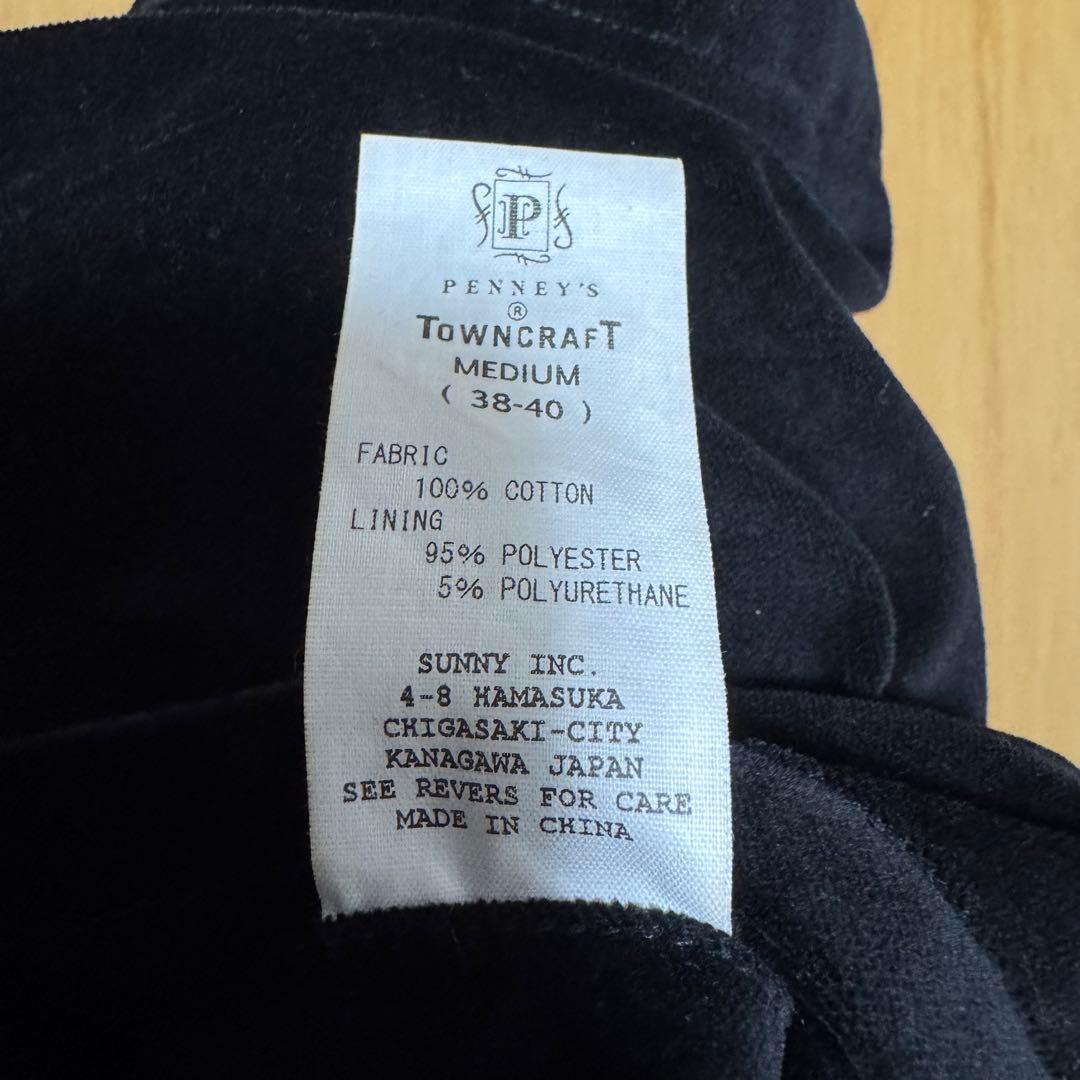 JP
PENNEY'S
®
TOWNCRAFT
MEDIUM
( 38-40 )
FABRIC
100% COTTON
LINING
95% POLYESTER
5% POLYURETHANE
SUNNY INC.
4-8 HAMASUKA
CHIGASAKI-CITY
KANAGAWA JAPAN
SEE REVERS FOR CARE
MADE IN CHINA